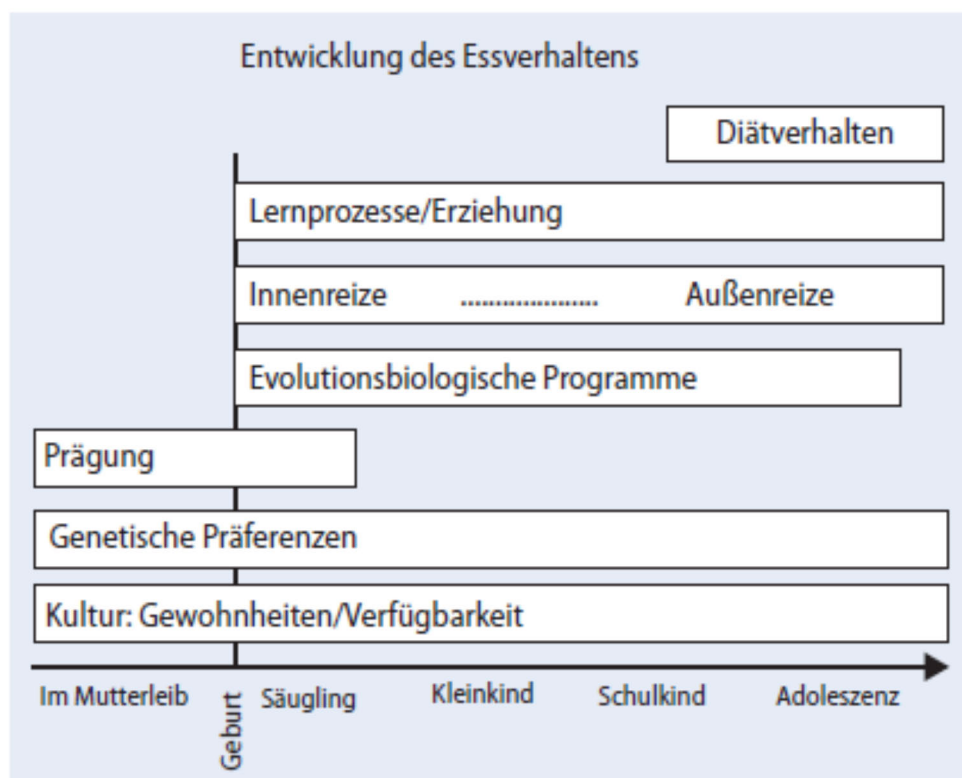 Entwicklung des Essverhaltens
Diätverhalten
Lernprozesse/Erziehung
Innenreize ..................... Außenreize
Evolutionsbiologische Programme
Prägung
Genetische Präferenzen
Kultur: Gewohnheiten/Verfügbarkeit
Im Mutterleib Geburt Säugling Kleinkind Schulkind Adoleszenz